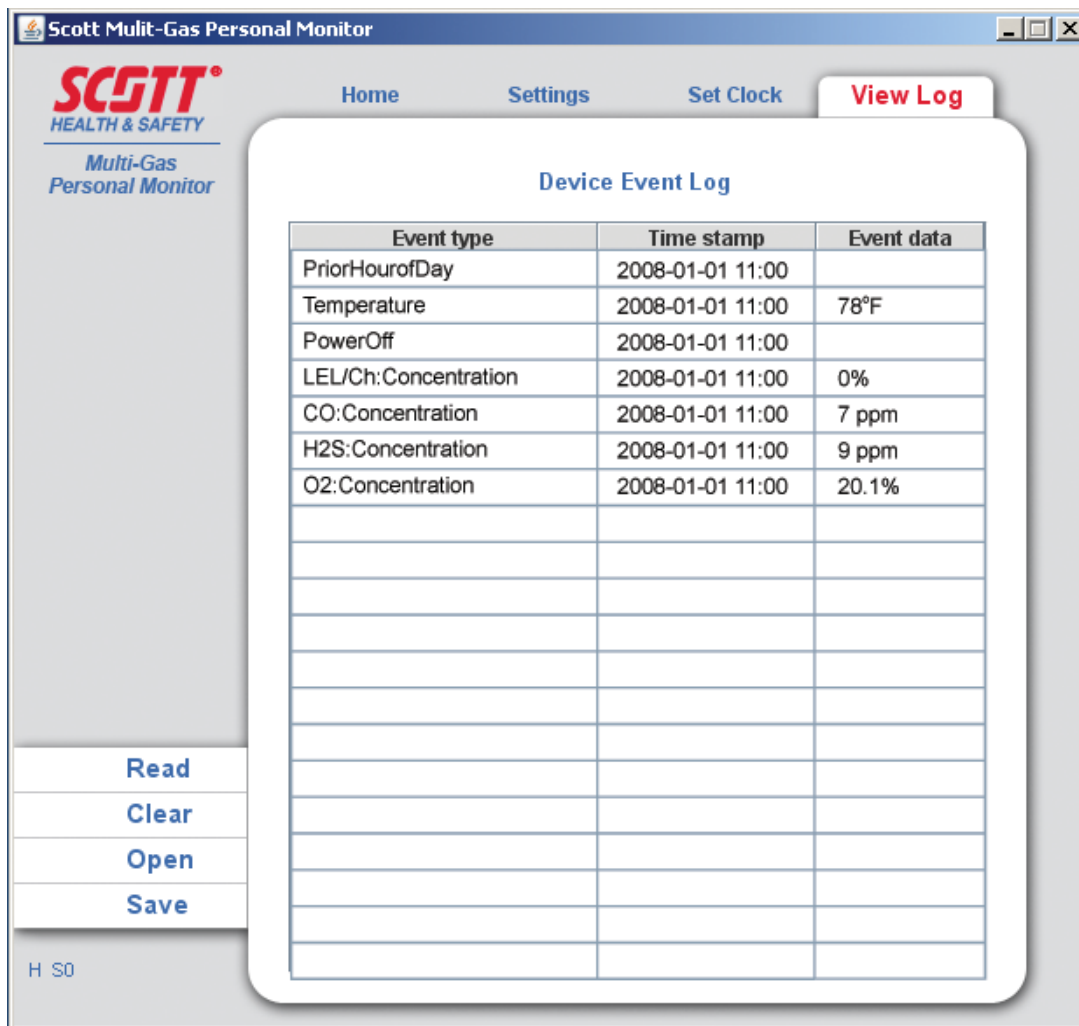 Scott Mulit-Gas Personal Monitor
SCOTT®
HEALTH & SAFETY
Multi-Gas
Personal Monitor
Home Settings Set Clock View Log
Device Event Log
Event type Time stamp Event data
PriorHourofDay 2008-01-01 11:00
Temperature 2008-01-01 11:00 78°F
PowerOff 2008-01-01 11:00
LEL/Ch:Concentration 2008-01-01 11:00 0%
CO:Concentration 2008-01-01 11:00 7 ppm
H2S:Concentration 2008-01-01 11:00 9 ppm
O2:Concentration 2008-01-01 11:00 20.1%
Read
Clear
Open
Save
H S0